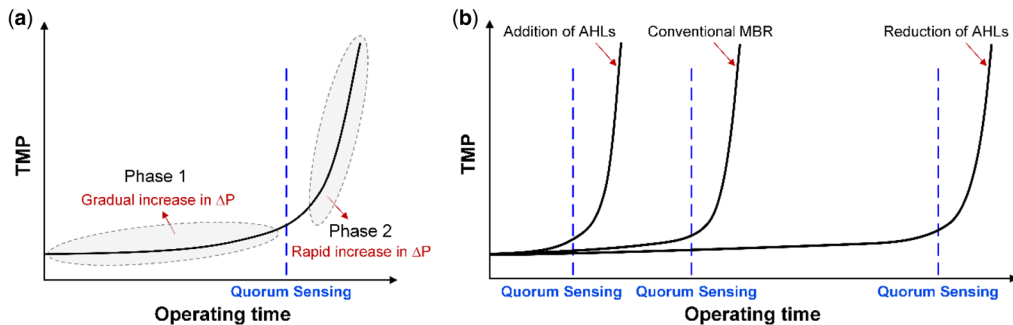 (a)
TMP
Phase 1
Gradual increase in ΔP
Phase 2
Rapid increase in ΔP
Quorum Sensing
Operating time
(b)
Addition of AHLs
Conventional MBR
Reduction of AHLs
TMP
Quorum Sensing
Quorum Sensing
Quorum Sensing
Operating time